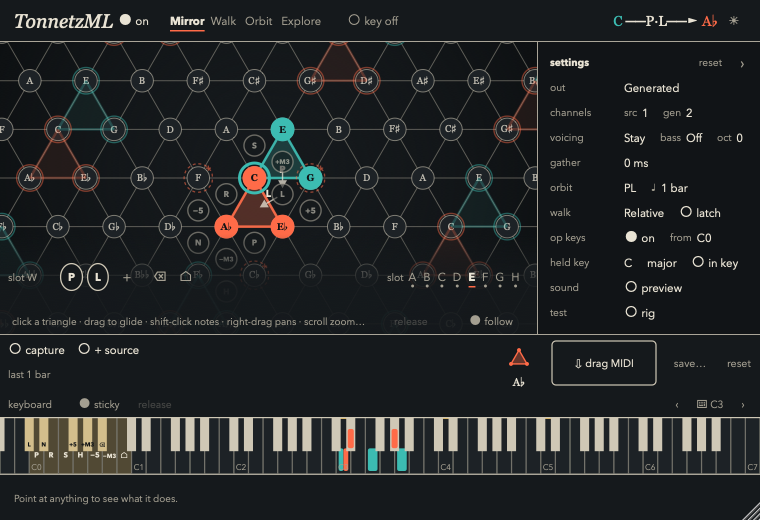 TonnetzML on Mirror Walk Orbit Explore key off C P·L A♭
A E B F♯ C♯ G♯ D♯ A♯ E♯ B♯
F C G D A E B F♯ C♯ G♯
S
+M3
P
A♭ E♭ B♭ F C G D A E B
R L L
-5 +5
D♭ A♭ E♭ B♭ F C G
N P
-M3
slot W P L + slot A B C D E F G H
H
click a triangle · drag to glide · shift-click notes · right-drag pans · scroll zoom… release follow
settings reset ›
out Generated
channels src 1 gen 2
voicing Stay bass Off oct 0
gather 0 ms
orbit PL ♩ 1 bar
walk Relative latch
op keys on from C0
held key C major in key
sound preview
test rig
capture + source
last 1 bar
A♭
⇩ drag MIDI save… reset
keyboard sticky release ‹ C3 ›
L N +5 +M3
P R S H -5 -M3
C0 C1 C2 C4 C5 C6 C7
Point at anything to see what it does.